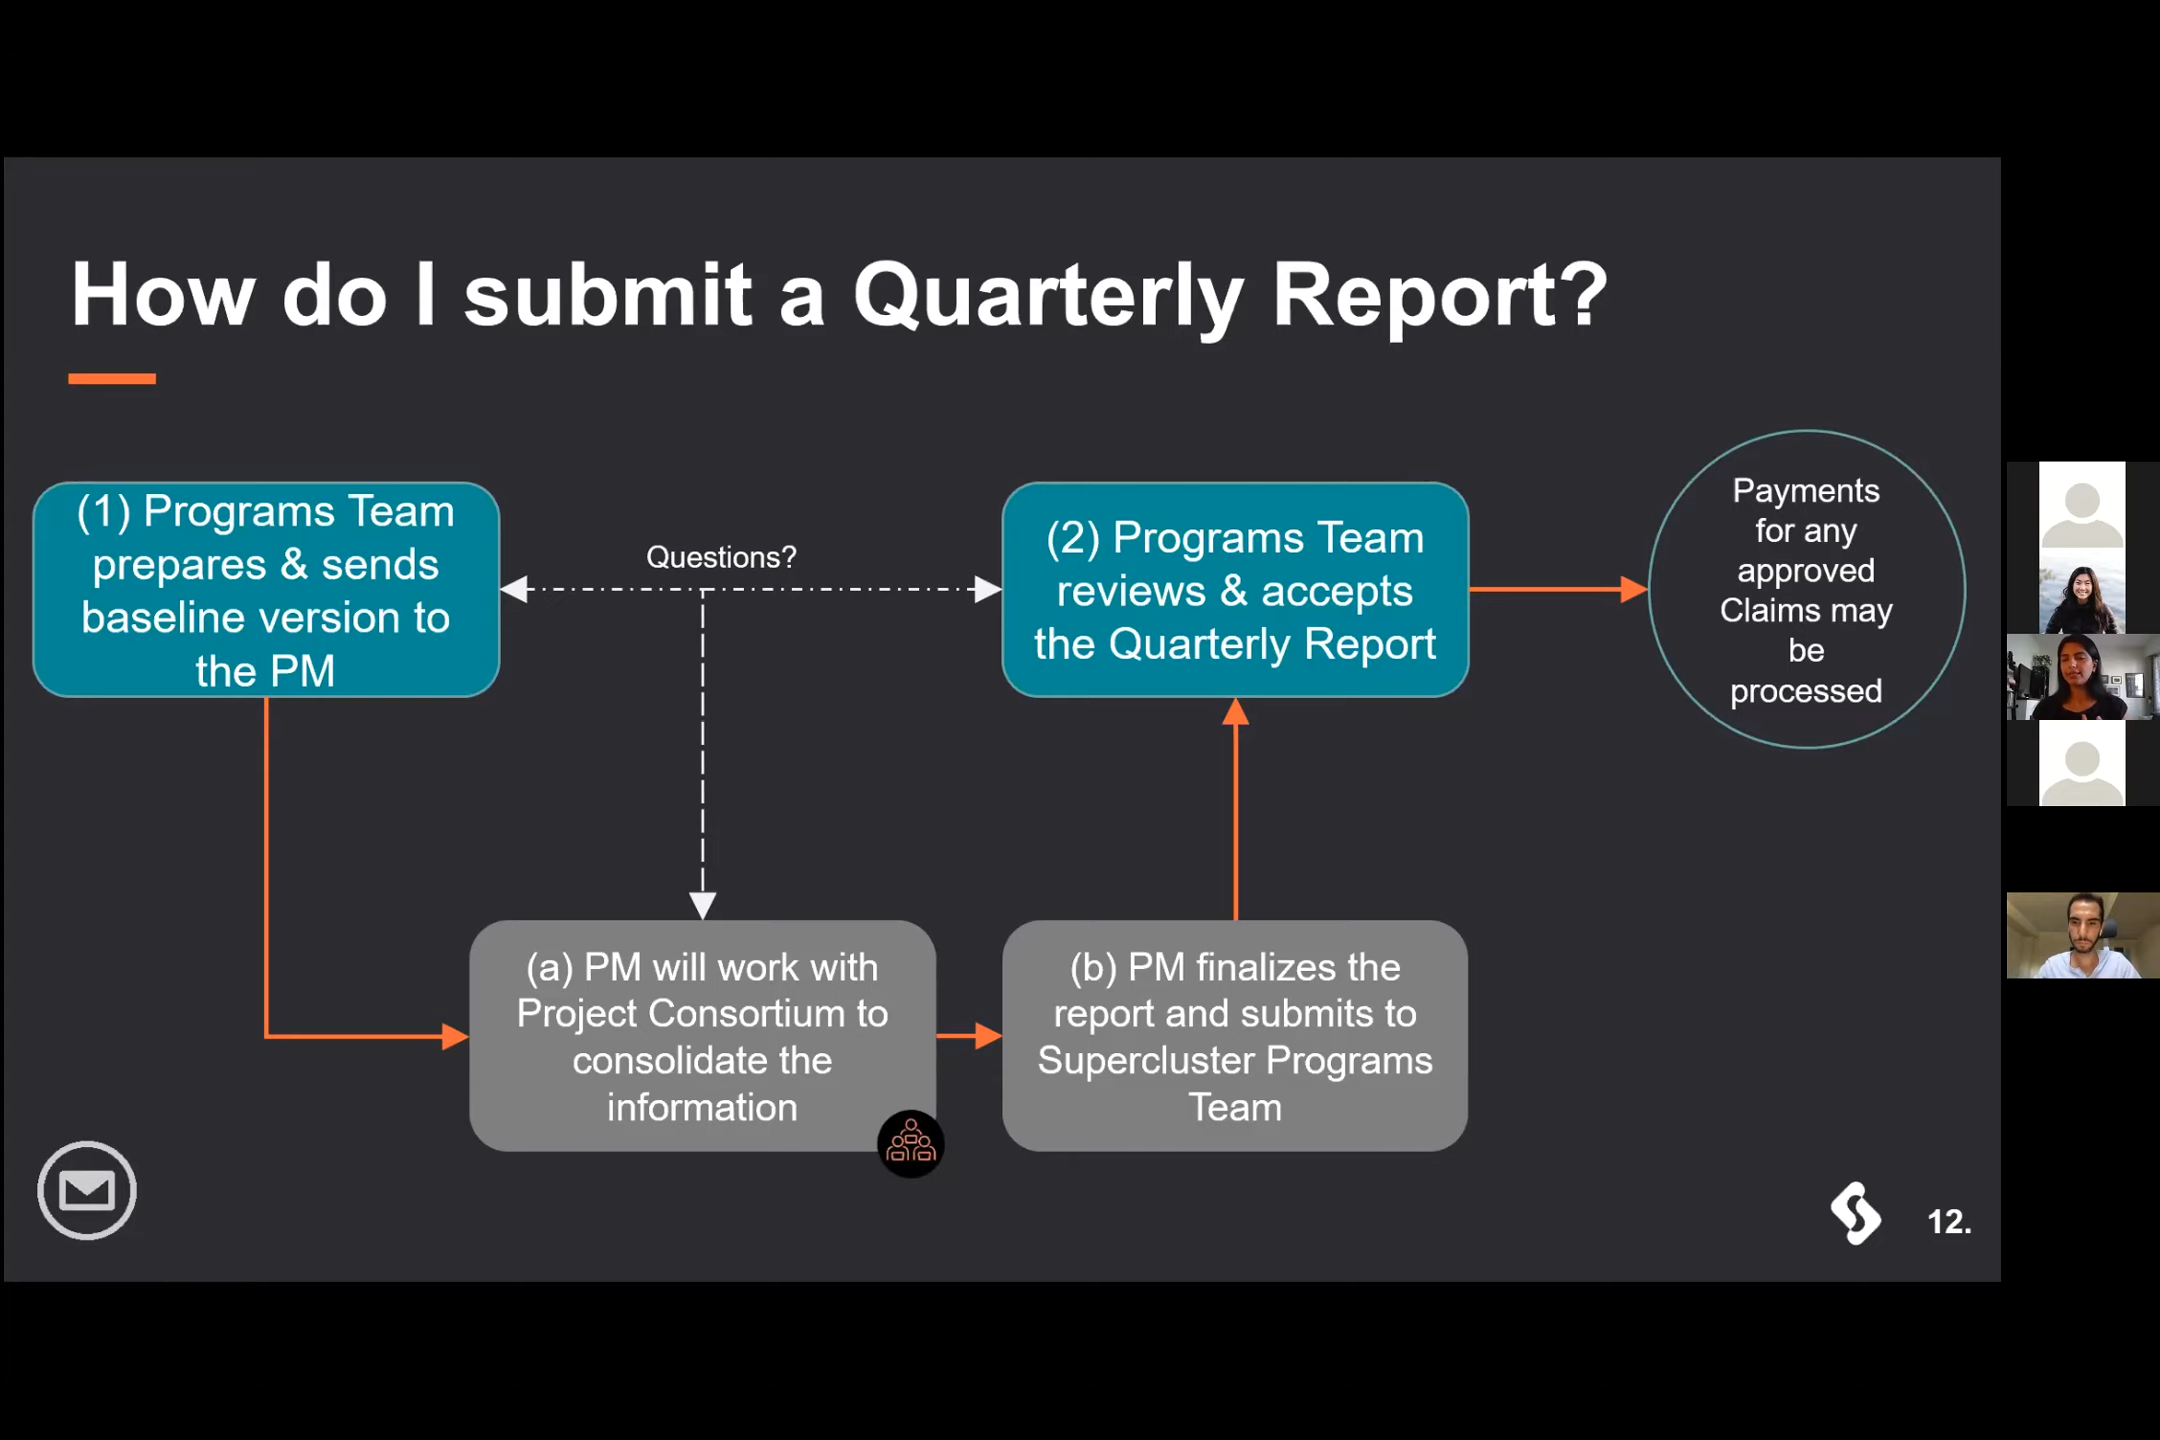 How do I submit a Quarterly Report?
(1) Programs Team
prepares & sends
baseline version to
the PM
Questions?
(2) Programs Team
reviews & accepts
the Quarterly Report
Payments
for any
approved
Claims may
be
processed
(a) PM will work with
Project Consortium to
consolidate the
information
(b) PM finalizes the
report and submits to
Supercluster Programs
Team
12.